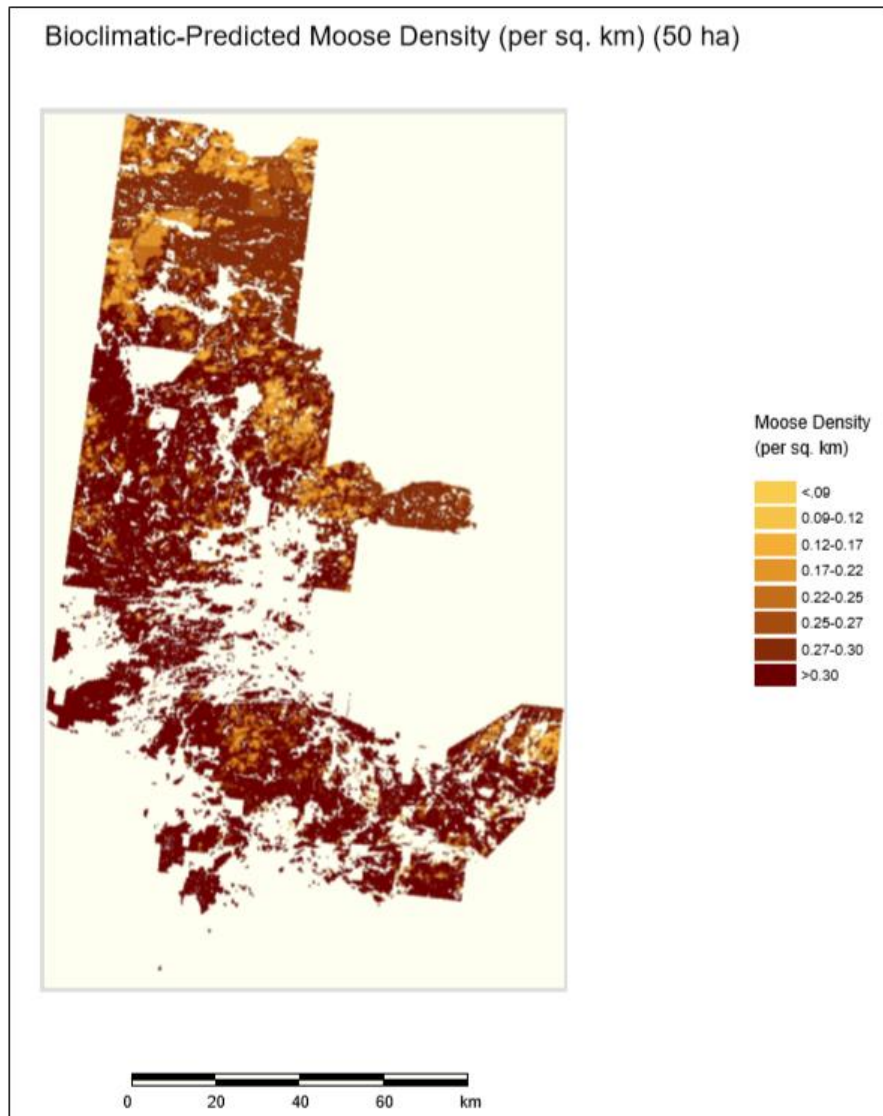 Bioclimatic-Predicted Moose Density (per sq. km) (50 ha)
Moose Density
(per sq. km)
<.09
0.09-0.12
0.12-0.17
0.17-0.22
0.22-0.25
0.25-0.27
0.27-0.30
>0.30
0 20 40 60 km